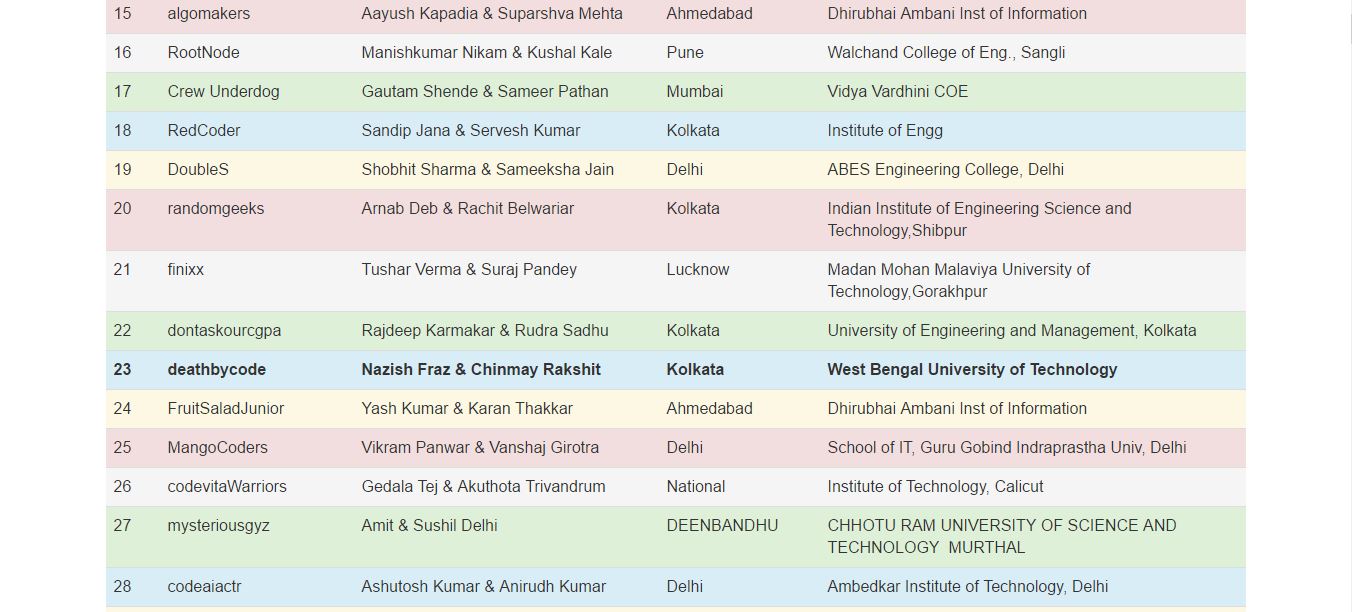 15 algomakers Aayush Kapadia & Suparshva Mehta Ahmedabad Dhirubhai Ambani Inst of Information
16 RootNode Manishkumar Nikam & Kushal Kale Pune Walchand College of Eng., Sangli
17 Crew Underdog Gautam Shende & Sameer Pathan Mumbai Vidya Vardhini COE
18 RedCoder Sandip Jana & Servesh Kumar Kolkata Institute of Engg
19 DoubleS Shobhit Sharma & Sameeksha Jain Delhi ABES Engineering College, Delhi
20 randomgeeks Arnab Deb & Rachit Belwariar Kolkata Indian Institute of Engineering Science and
Technology,Shibpur
21 finixx Tushar Verma & Suraj Pandey Lucknow Madan Mohan Malaviya University of
Technology,Gorakhpur
22 dontaskourcgpa Rajdeep Karmakar & Rudra Sadhu Kolkata University of Engineering and Management, Kolkata
23 deathbycode Nazish Fraz & Chinmay Rakshit Kolkata West Bengal University of Technology
24 FruitSaladJunior Yash Kumar & Karan Thakkar Ahmedabad Dhirubhai Ambani Inst of Information
25 MangoCoders Vikram Panwar & Vanshaj Girotra Delhi School of IT, Guru Gobind Indraprastha Univ, Delhi
26 codevitaWarriors Gedala Tej & Akuthota Trivandrum National Institute of Technology, Calicut
27 mysteriousgyz Amit & Sushil Delhi DEENBANDHU CHHOTU RAM UNIVERSITY OF SCIENCE AND
TECHNOLOGY  MURTHAL
28 codeaiactr Ashutosh Kumar & Anirudh Kumar Delhi Ambedkar Institute of Technology, Delhi